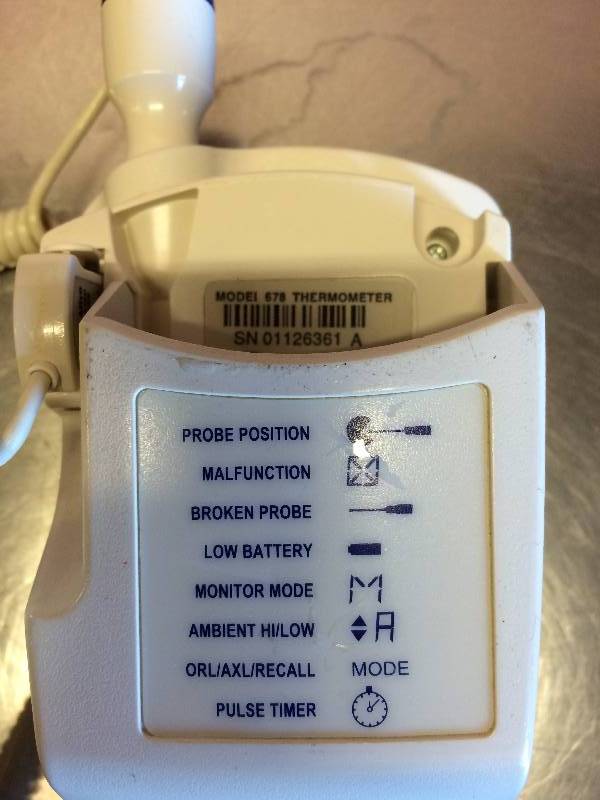 MODEL 678 THERMOMETER
SN 01126361 A
PROBE POSITION
MALFUNCTION
BROKEN PROBE
LOW BATTERY
MONITOR MODE M
AMBIENT HI/LOW A
ORL/AXL/RECALL MODE
PULSE TIMER